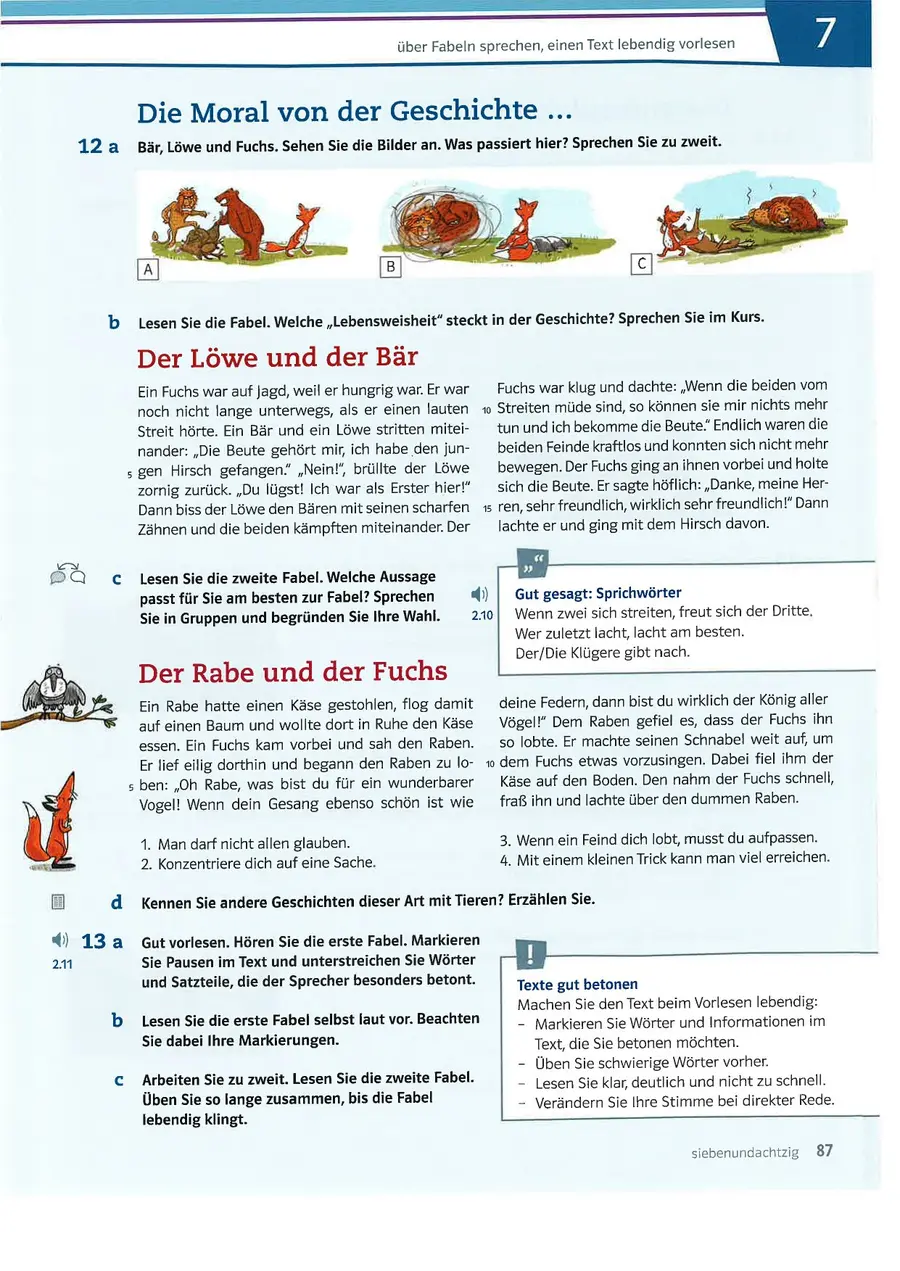 über Fabeln sprechen, einen Text lebendig vorlesen
7
Die Moral von der Geschichte ...
12 a Bär, Löwe und Fuchs. Sehen Sie die Bilder an. Was passiert hier? Sprechen Sie zu zweit.
A
B
C
b Lesen Sie die Fabel. Welche „Lebensweisheit" steckt in der Geschichte? Sprechen Sie im Kurs.
Der Löwe und der Bär
Ein Fuchs war auf Jagd, weil er hungrig war. Er war
noch nicht lange unterwegs, als er einen lauten
Streit hörte. Ein Bär und ein Löwe stritten mitei-
nander: „Die Beute gehört mir, ich habe den jun-
5 gen Hirsch gefangen." „Nein!", brüllte der Löwe
zornig zurück. „Du lügst! Ich war als Erster hier!"
Dann biss der Löwe den Bären mit seinen scharfen
Zähnen und die beiden kämpften miteinander. Der
Fuchs war klug und dachte: „Wenn die beiden vom
10 Streiten müde sind, so können sie mir nichts mehr
tun und ich bekomme die Beute." Endlich waren die
beiden Feinde kraftlos und konnten sich nicht mehr
bewegen. Der Fuchs ging an ihnen vorbei und holte
sich die Beute. Er sagte höflich: „Danke, meine Her-
15 ren, sehr freundlich, wirklich sehr freundlich!" Dann
lachte er und ging mit dem Hirsch davon.
c Lesen Sie die zweite Fabel. Welche Aussage
passt für Sie am besten zur Fabel? Sprechen
Sie in Gruppen und begründen Sie Ihre Wahl.
2.10
„“
Gut gesagt: Sprichwörter
Wenn zwei sich streiten, freut sich der Dritte.
Wer zuletzt lacht, lacht am besten.
Der/Die Klügere gibt nach.
Der Rabe und der Fuchs
Ein Rabe hatte einen Käse gestohlen, flog damit
auf einen Baum und wollte dort in Ruhe den Käse
essen. Ein Fuchs kam vorbei und sah den Raben.
Er lief eilig dorthin und begann den Raben zu lo-
5 ben: „Oh Rabe, was bist du für ein wunderbarer
Vogel! Wenn dein Gesang ebenso schön ist wie
deine Federn, dann bist du wirklich der König aller
Vögel!" Dem Raben gefiel es, dass der Fuchs ihn
so lobte. Er machte seinen Schnabel weit auf, um
10 dem Fuchs etwas vorzusingen. Dabei fiel ihm der
Käse auf den Boden. Den nahm der Fuchs schnell,
fraß ihn und lachte über den dummen Raben.
1. Man darf nicht allen glauben.
2. Konzentriere dich auf eine Sache.
3. Wenn ein Feind dich lobt, musst du aufpassen.
4. Mit einem kleinen Trick kann man viel erreichen.
d Kennen Sie andere Geschichten dieser Art mit Tieren? Erzählen Sie.
13 a Gut vorlesen. Hören Sie die erste Fabel. Markieren
2.11 Sie Pausen im Text und unterstreichen Sie Wörter
und Satzteile, die der Sprecher besonders betont.
b Lesen Sie die erste Fabel selbst laut vor. Beachten
Sie dabei Ihre Markierungen.
c Arbeiten Sie zu zweit. Lesen Sie die zweite Fabel.
Üben Sie so lange zusammen, bis die Fabel
lebendig klingt.
!
Texte gut betonen
Machen Sie den Text beim Vorlesen lebendig:
– Markieren Sie Wörter und Informationen im
Text, die Sie betonen möchten.
– Üben Sie schwierige Wörter vorher.
– Lesen Sie klar, deutlich und nicht zu schnell.
– Verändern Sie Ihre Stimme bei direkter Rede.
siebenundachtzig 87